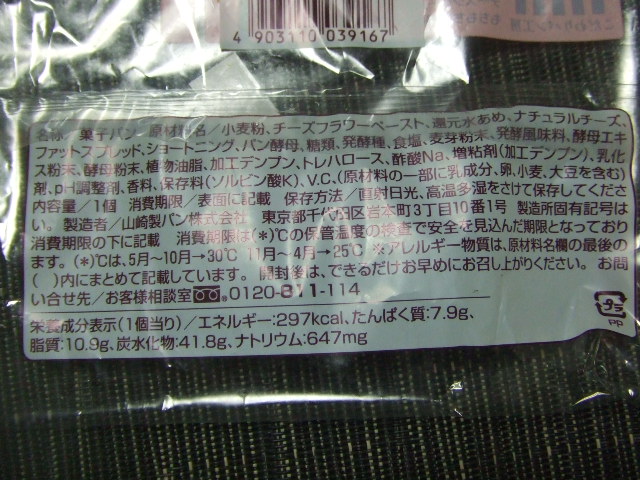 4 903110 039167
名称／菓子パン 原材料名／小麦粉、チーズフラワーペースト、還元水あめ、ナチュラルチーズ、
ファットスプレッド、ショートニング、パン酵母、糖類、発酵種、食塩、麦芽粉末、発酵風味料、酵母エキ
ス粉末、酵母粉末、植物油脂、加工デンプン、トレハロース、酢酸Na、増粘剤(加工デンプン)、乳化
剤、pH調整剤、香料、保存料(ソルビン酸K)、V.C、(原材料の一部に乳成分、卵、小麦、大豆を含む)
内容量／1個 消費期限／表面に記載 保存方法／直射日光、高温多湿をさけて保存してくださ
い。 製造者／山崎製パン株式会社 東京都千代田区岩本町3丁目10番1号 製造所固有記号は
消費期限の下に記載 消費期限は(*)℃の保管温度の検査で安全を見込んだ期限となっており
ます。(*)℃は、5月〜10月→30℃ 11月〜4月→25℃ ※アレルギー物質は、原材料名欄の最後の
( )内にまとめて記載しています。 開封後は、できるだけお早めにお召し上がりください。 お問
い合せ先／お客様相談室 0120-811-114
栄養成分表示(1個当り)／エネルギー:297kcal、たんぱく質:7.9g、
脂質:10.9g、炭水化物:41.8g、ナトリウム:647mg
プラ
PP